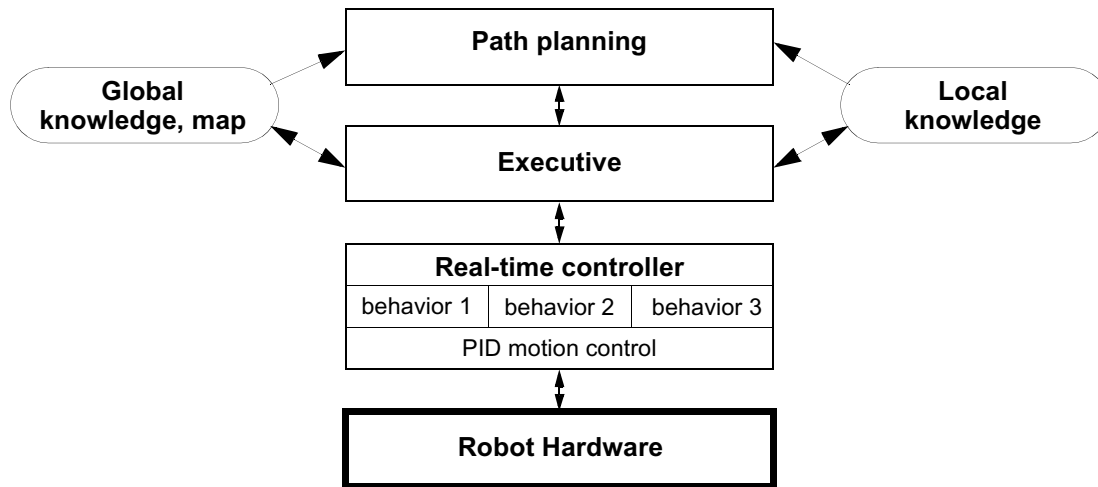 Path planning
Global
knowledge, map
Local
knowledge
Executive
Real-time controller
behavior 1
behavior 2
behavior 3
PID motion control
Robot Hardware